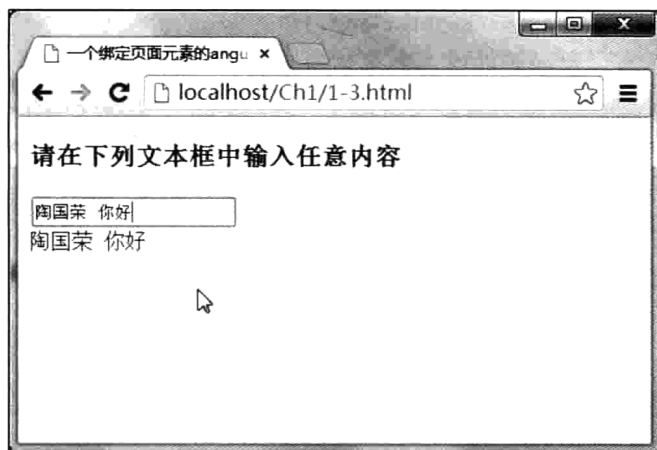 一个绑定页面元素的angu
localhost/Ch1/1-3.html
请在下列文本框中输入任意内容
陶国荣 你好
陶国荣 你好